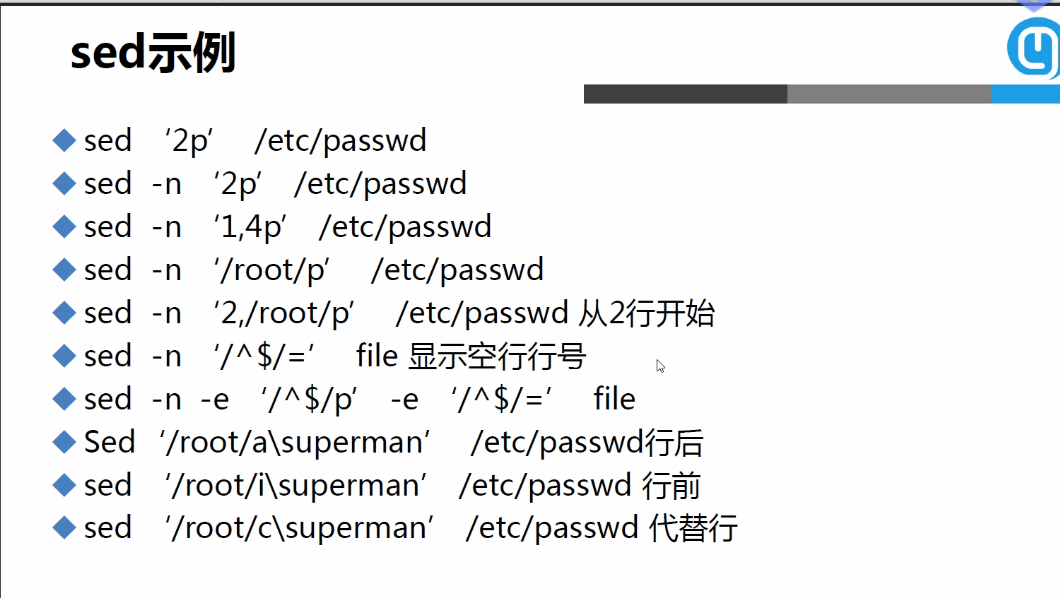 sed示例
sed ‘2p’ /etc/passwd
sed -n ‘2p’ /etc/passwd
sed -n ‘1,4p’ /etc/passwd
sed -n ‘/root/p’ /etc/passwd
sed -n ‘2,/root/p’ /etc/passwd 从2行开始
sed -n ‘/^$/=’ file 显示空行行号
sed -n -e ‘/^$/p’ -e ‘/^$/=’ file
Sed ‘/root/a\superman’ /etc/passwd行后
sed ‘/root/i\superman’ /etc/passwd 行前
sed ‘/root/c\superman’ /etc/passwd 代替行